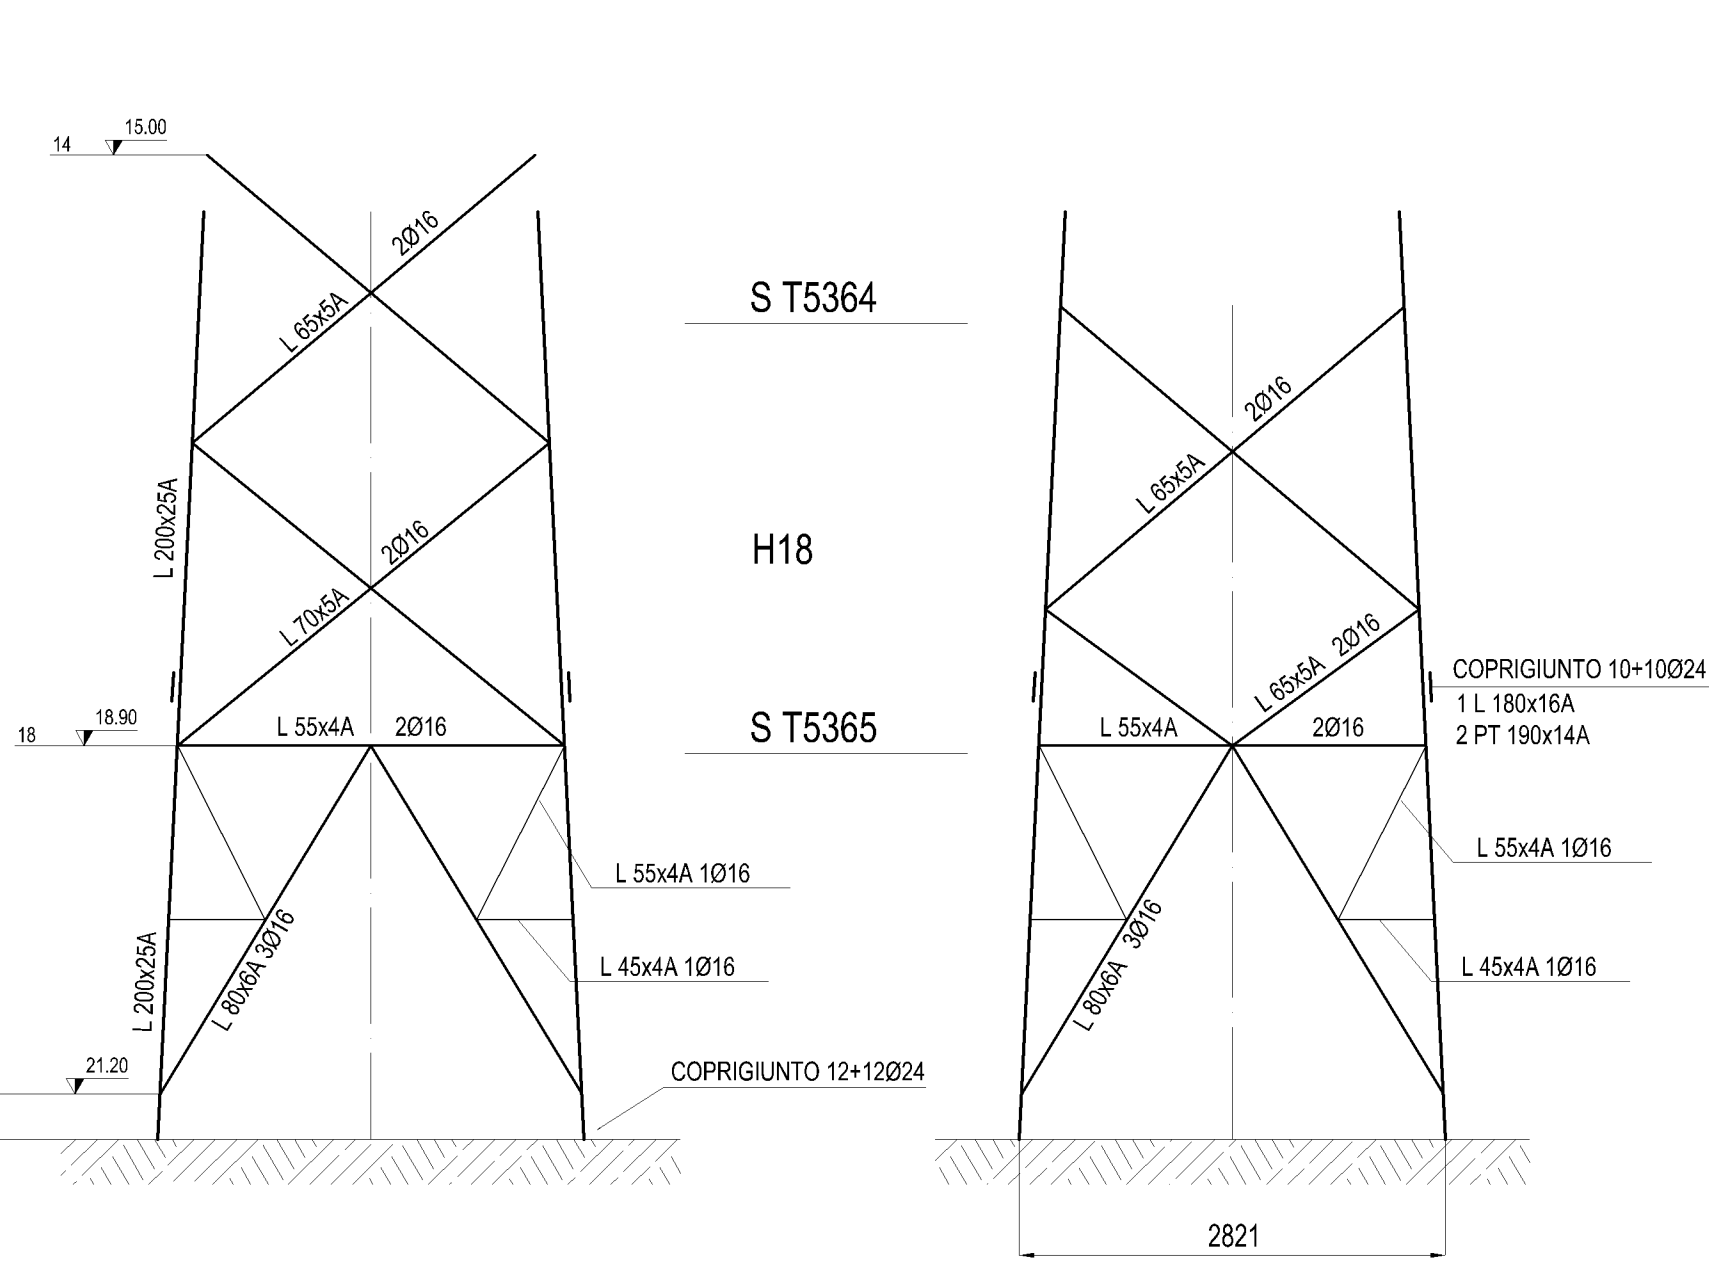 15.00
14
2Ø16
L 65x5A
S T5364
2Ø16
L 65x5A
L 200x25A
2Ø16
L 70x5A
H18
L 65x5A 2Ø16
COPRIGIUNTO 10+10Ø24
1 L 180x16A
2 PT 190x14A
18.90
18
L 55x4A 2Ø16
S T5365
L 55x4A 2Ø16
L 55x4A 1Ø16
L 55x4A 1Ø16
L 200x25A
L 80x6A 3Ø16
L 45x4A 1Ø16
L 80x6A 3Ø16
L 45x4A 1Ø16
21.20
COPRIGIUNTO 12+12Ø24
2821